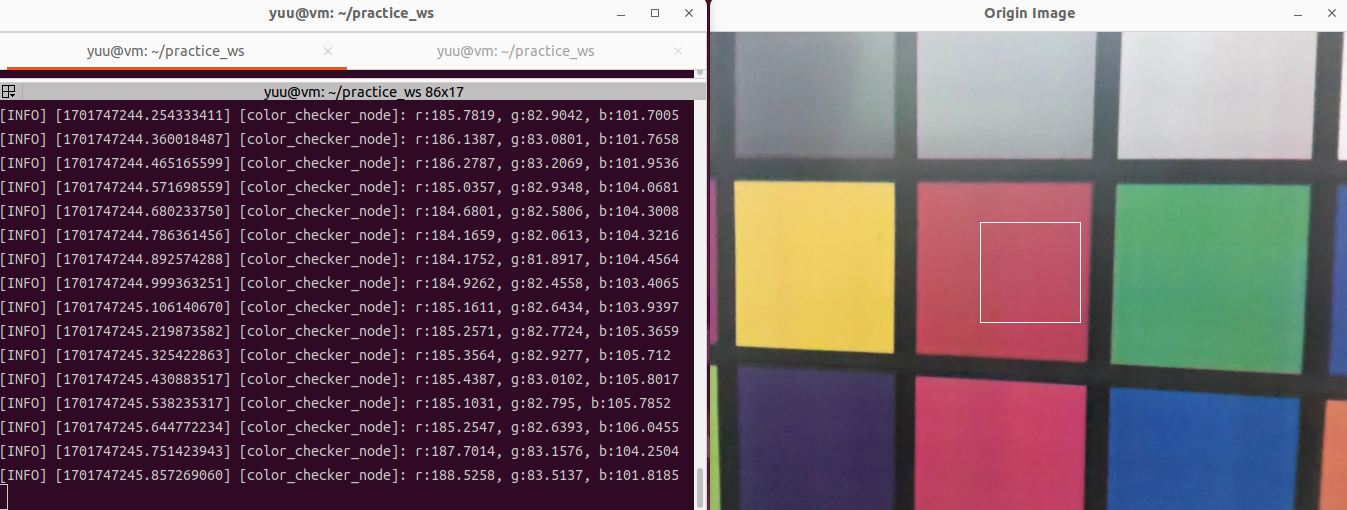 yuu@vm: ~/practice_ws
yuu@vm: ~/practice_ws
yuu@vm: ~/practice_ws
yuu@vm: ~/practice_ws 86x17
[INFO] [1701747244.254333411] [color_checker_node]: r:185.7819, g:82.9042, b:101.7005
[INFO] [1701747244.360018487] [color_checker_node]: r:186.1387, g:83.0801, b:101.7658
[INFO] [1701747244.465165599] [color_checker_node]: r:186.2787, g:83.2069, b:101.9536
[INFO] [1701747244.571698559] [color_checker_node]: r:185.0357, g:82.9348, b:104.0681
[INFO] [1701747244.680233750] [color_checker_node]: r:184.6801, g:82.5806, b:104.3008
[INFO] [1701747244.786361456] [color_checker_node]: r:184.1659, g:82.0613, b:104.3216
[INFO] [1701747244.892574288] [color_checker_node]: r:184.1752, g:81.8917, b:104.4564
[INFO] [1701747244.999363251] [color_checker_node]: r:184.9262, g:82.4558, b:103.4065
[INFO] [1701747245.106140670] [color_checker_node]: r:185.1611, g:82.6434, b:103.9397
[INFO] [1701747245.219873582] [color_checker_node]: r:185.2571, g:82.7724, b:105.3659
[INFO] [1701747245.325422863] [color_checker_node]: r:185.3564, g:82.9277, b:105.712
[INFO] [1701747245.430883517] [color_checker_node]: r:185.4387, g:83.0102, b:105.8017
[INFO] [1701747245.538235317] [color_checker_node]: r:185.1031, g:82.795, b:105.7852
[INFO] [1701747245.644772234] [color_checker_node]: r:185.2547, g:82.6393, b:106.0455
[INFO] [1701747245.751423943] [color_checker_node]: r:187.7014, g:83.1576, b:104.2504
[INFO] [1701747245.857269060] [color_checker_node]: r:188.5258, g:83.5137, b:101.8185
Origin Image